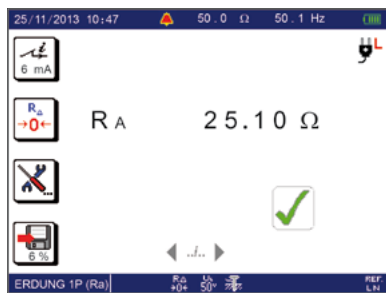 25/11/2013 10:47 50.0 Ω 50.1 Hz
6 mA
L
RA
→0←
RA 25.10 Ω
6 %
..i..
ERDUNG 1P (Ra) RA →0← UL 50V REF. L.N